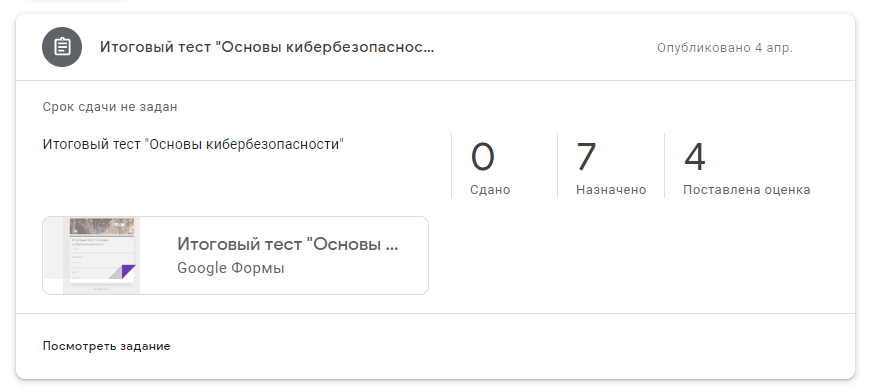 Итоговый тест "Основы кибербезопаснос...
Опубликовано 4 апр.
Срок сдачи не задан
Итоговый тест "Основы кибербезопасности"
0
Сдано
7
Назначено
4
Поставлена оценка
Итоговый тест "Основы ...
Google Формы
Посмотреть задание